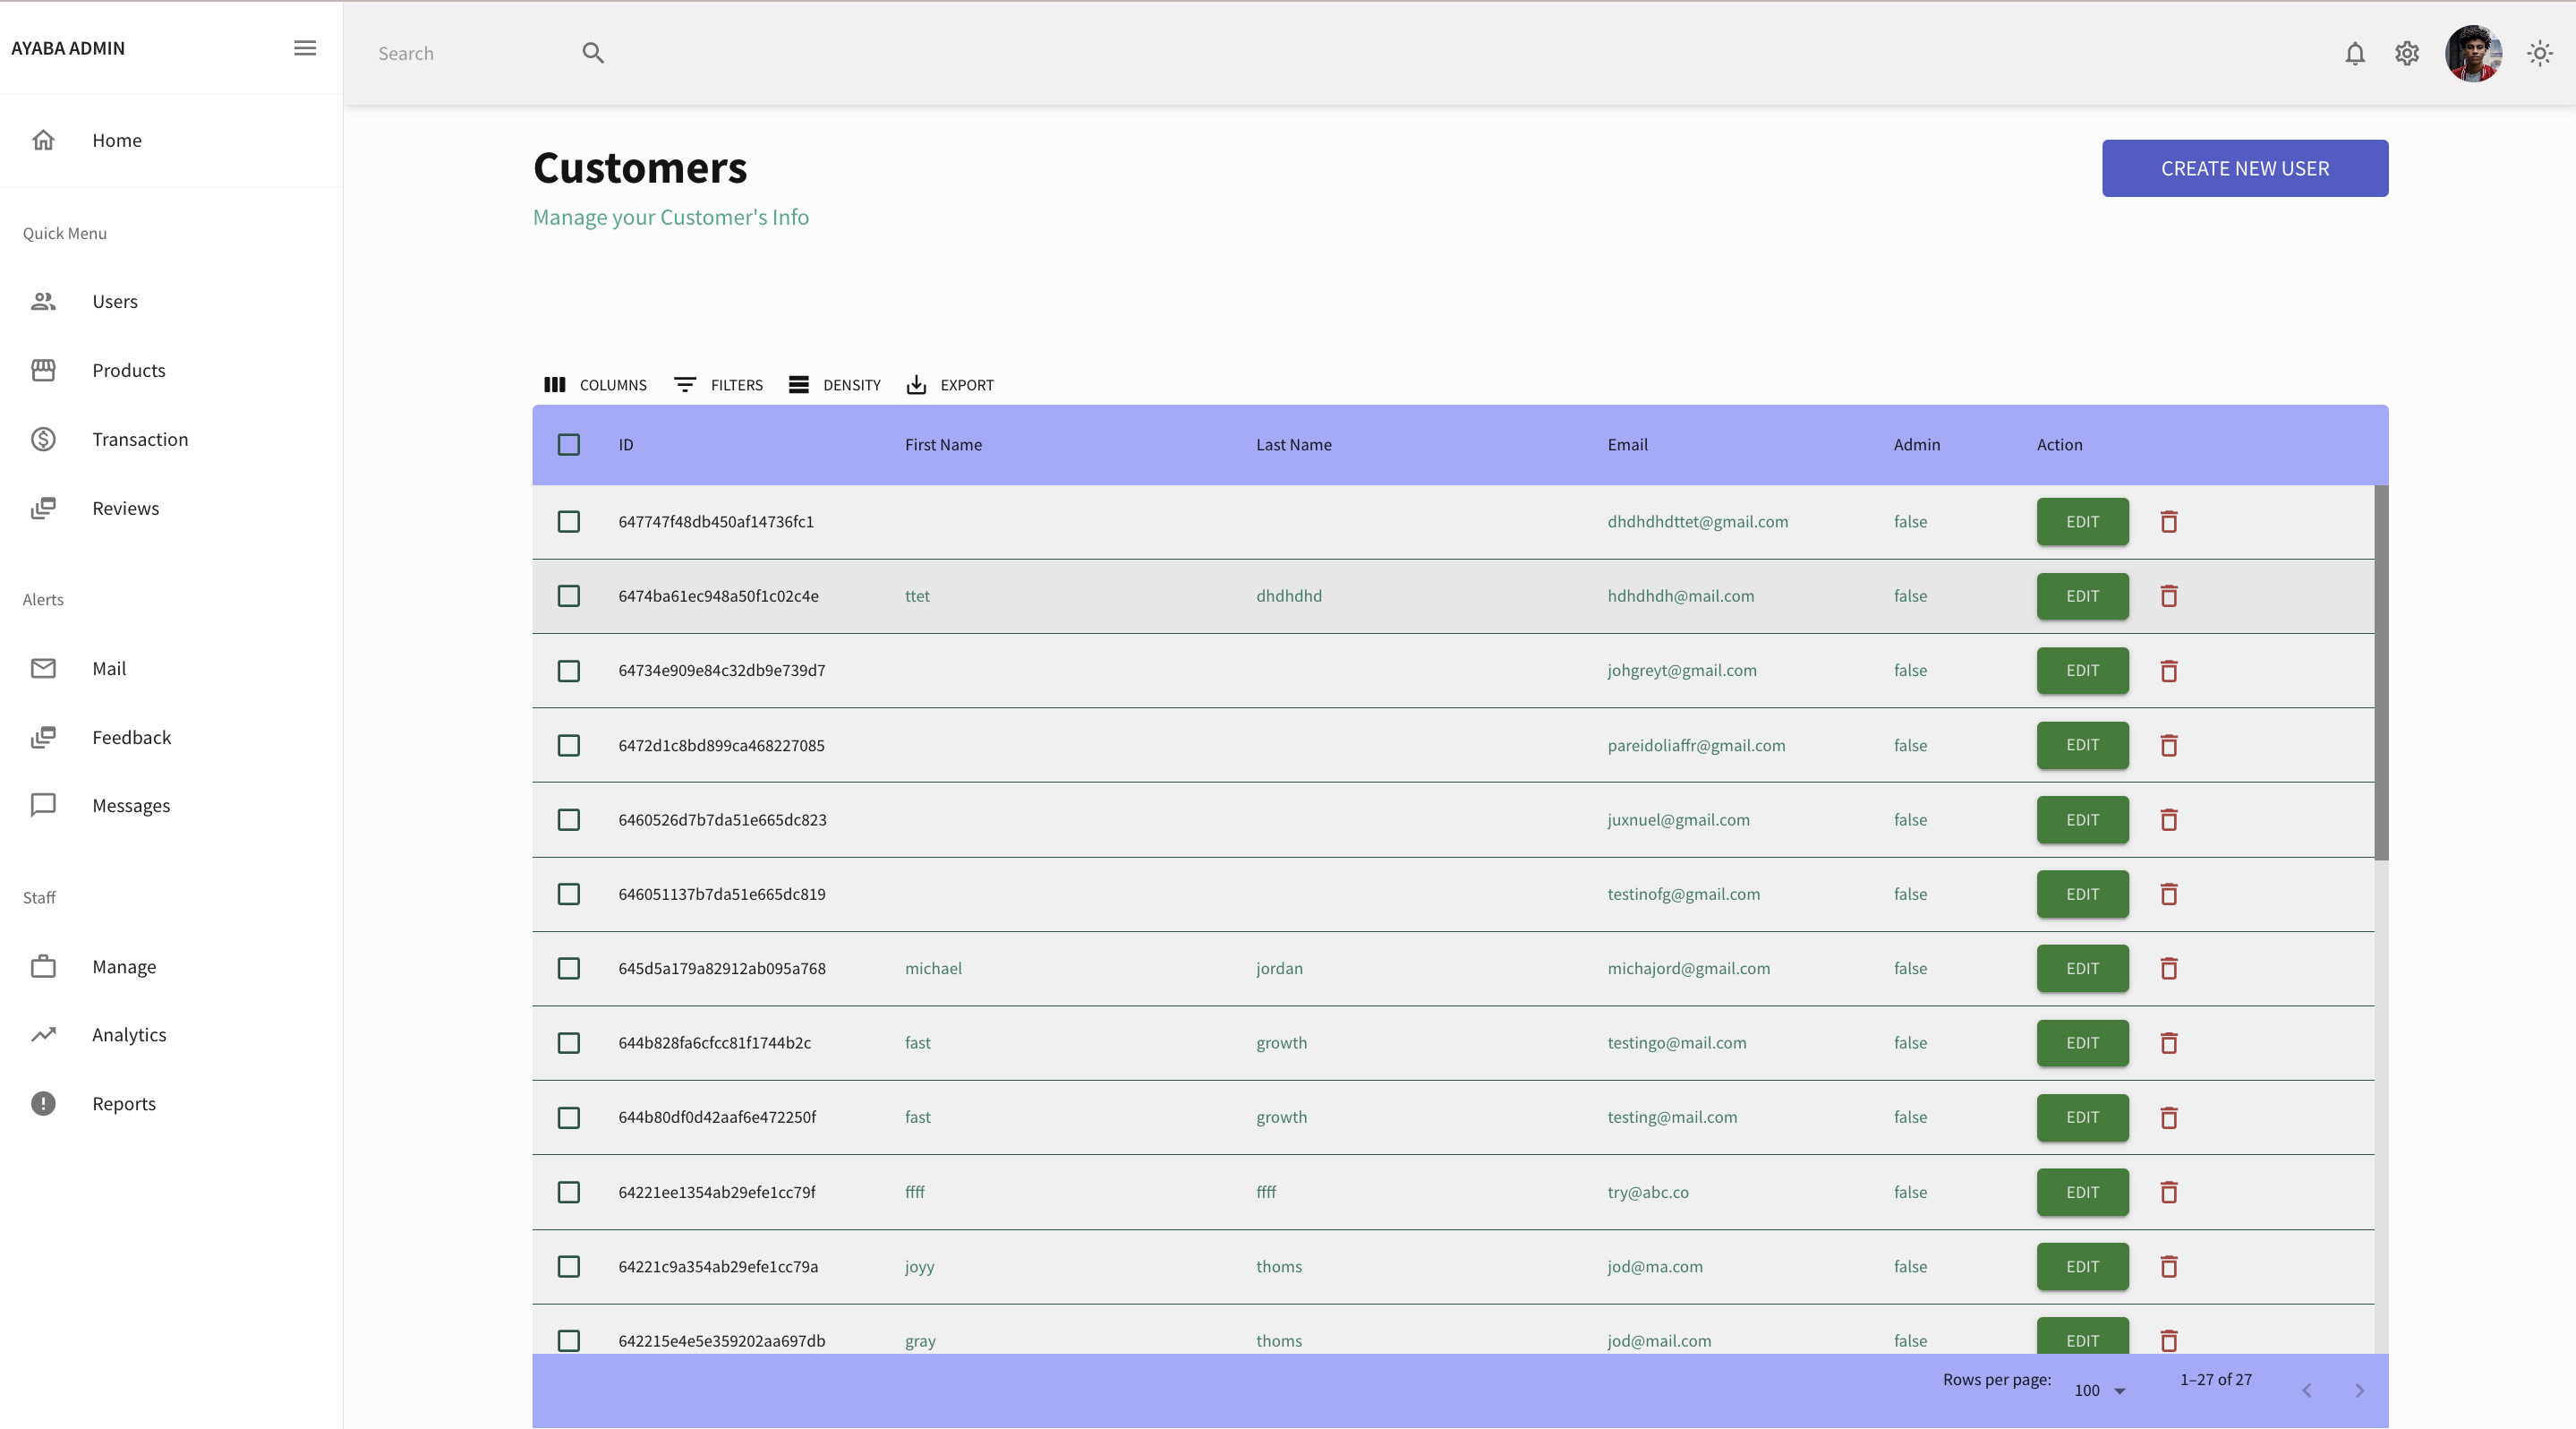 AYABA ADMIN
Search
Home
Quick Menu
Users
Products
Transaction
Reviews
Alerts
Mail
Feedback
Messages
Staff
Manage
Analytics
Reports
Customers
CREATE NEW USER
Manage your Customer's Info
COLUMNS FILTERS DENSITY EXPORT
ID First Name Last Name Email Admin Action
647747f48db450af14736fc1 dhdhdhdttet@gmail.com false EDIT
6474ba61ec948a50f1c02c4e ttet dhdhdhd hdhdhdh@mail.com false EDIT
64734e909e84c32db9e739d7 johgreyt@gmail.com false EDIT
6472d1c8bd899ca468227085 pareidoliaffr@gmail.com false EDIT
6460526d7b7da51e665dc823 juxnuel@gmail.com false EDIT
646051137b7da51e665dc819 testinofg@gmail.com false EDIT
645d5a179a82912ab095a768 michael jordan michajord@gmail.com false EDIT
644b828fa6cfcc81f1744b2c fast growth testingo@mail.com false EDIT
644b80df0d42aaf6e472250f fast growth testing@mail.com false EDIT
64221ee1354ab29efe1cc79f ffff ffff try@abc.co false EDIT
64221c9a354ab29efe1cc79a joyy thoms jod@ma.com false EDIT
642215e4e5e359202aa697db gray thoms jod@mail.com false EDIT
Rows per page: 100 1–27 of 27